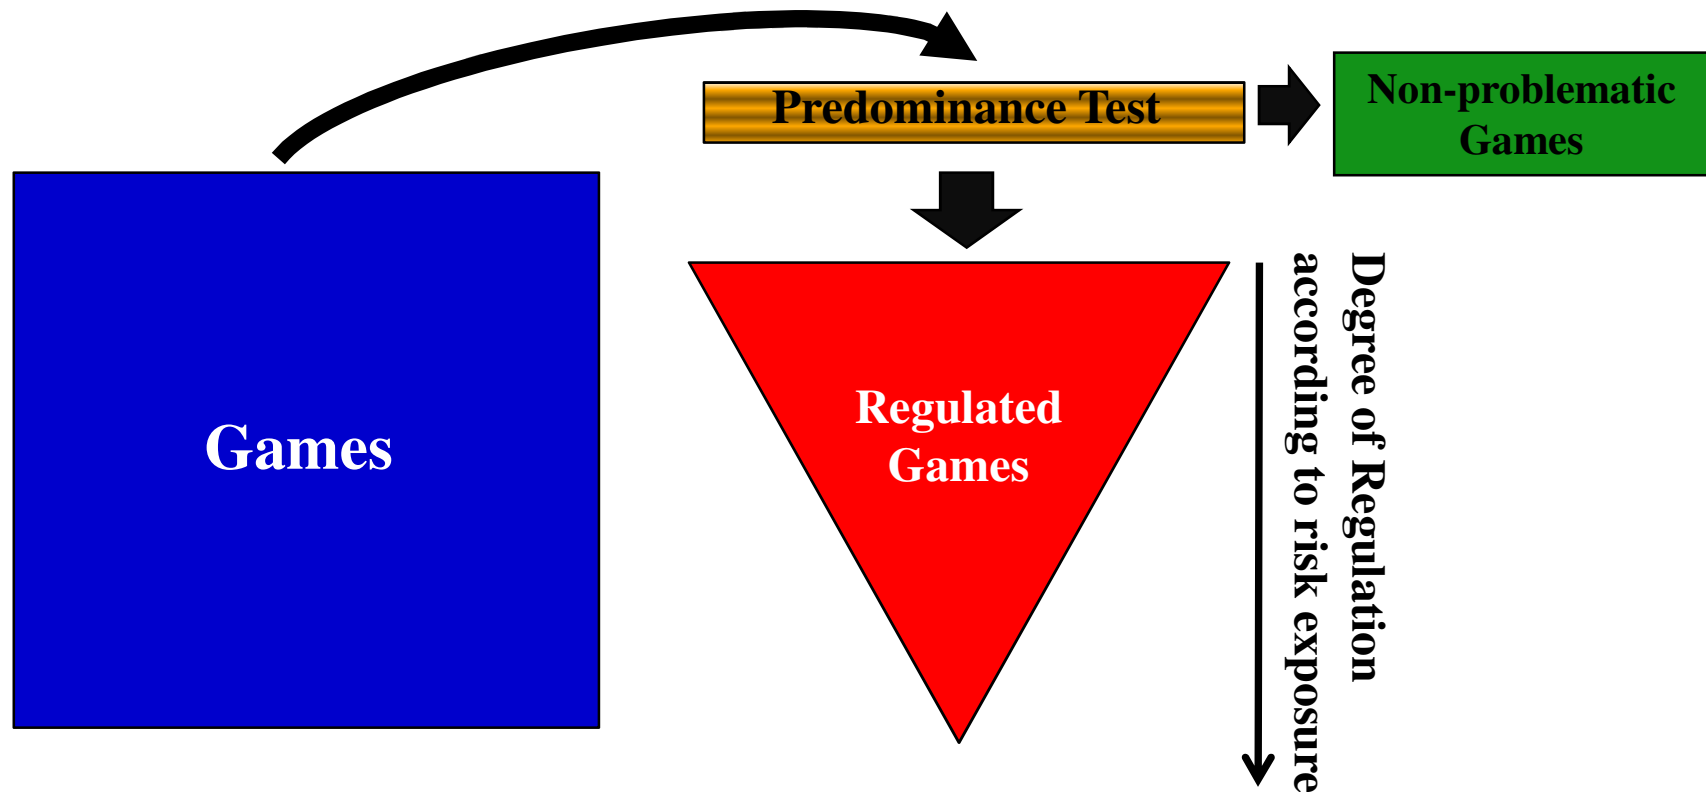 Predominance Test
Non-problematic
Games
Games
Regulated
Games
Degree of Regulation
according to risk exposure